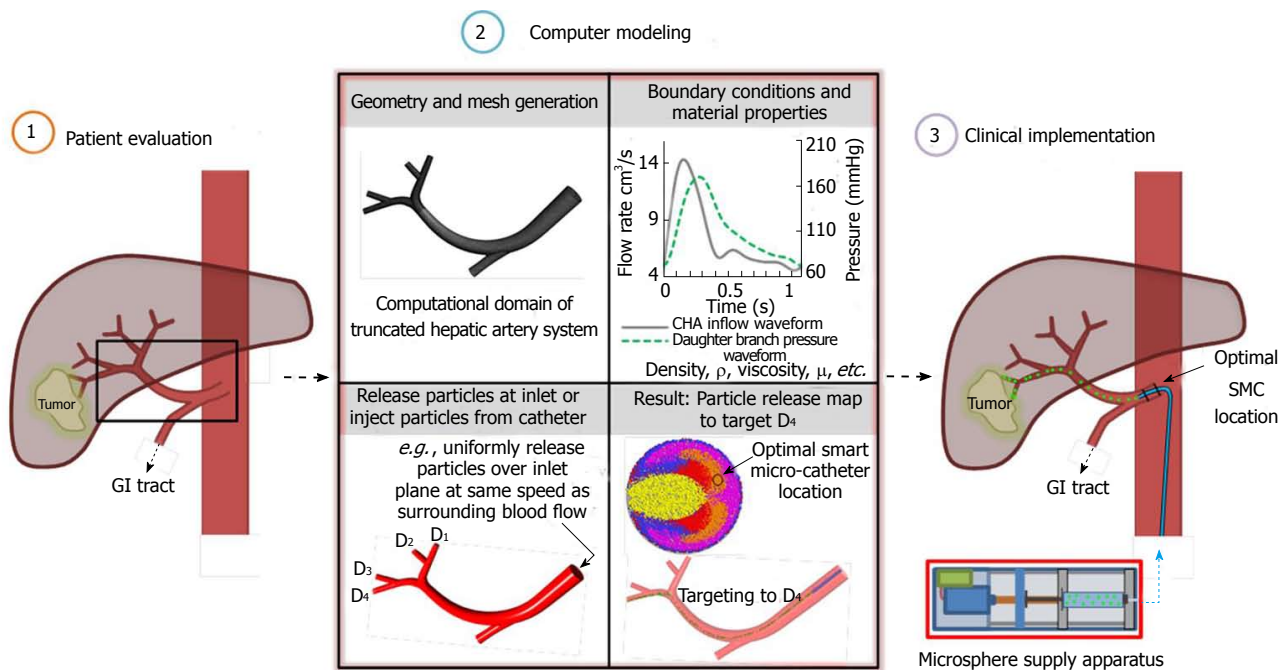 2 Computer modeling
1 Patient evaluation
Tumor
GI tract
Geometry and mesh generation
Computational domain of
truncated hepatic artery system
Boundary conditions and
material properties
Flow rate cm³/s
14
9
4
Pressure (mmHg)
210
160
110
60
0 0.5 1
Time (s)
CHA inflow waveform
Daughter branch pressure
waveform
Density, ρ, viscosity, μ, etc.
Release particles at inlet or
inject particles from catheter
e.g., uniformly release
particles over inlet
plane at same speed as
surrounding blood flow
D₁
D₂
D₃
D₄
Result: Particle release map
to target D₄
Optimal smart
micro-catheter
location
Targeting to D₄
3 Clinical implementation
Tumor
GI tract
Optimal
SMC
location
Microsphere supply apparatus